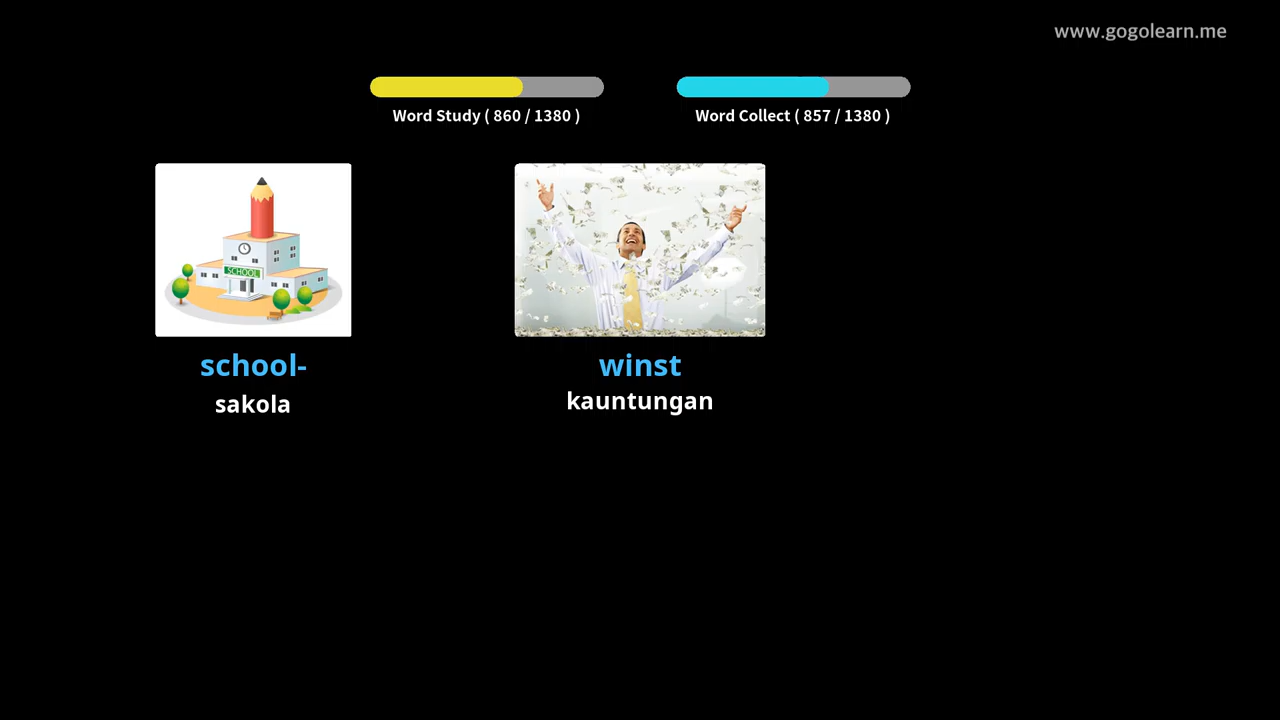 www.gogolearn.me
Word Study ( 860 / 1380 )
Word Collect ( 857 / 1380 )
SCHOOL
school-
sakola
winst
kauntungan